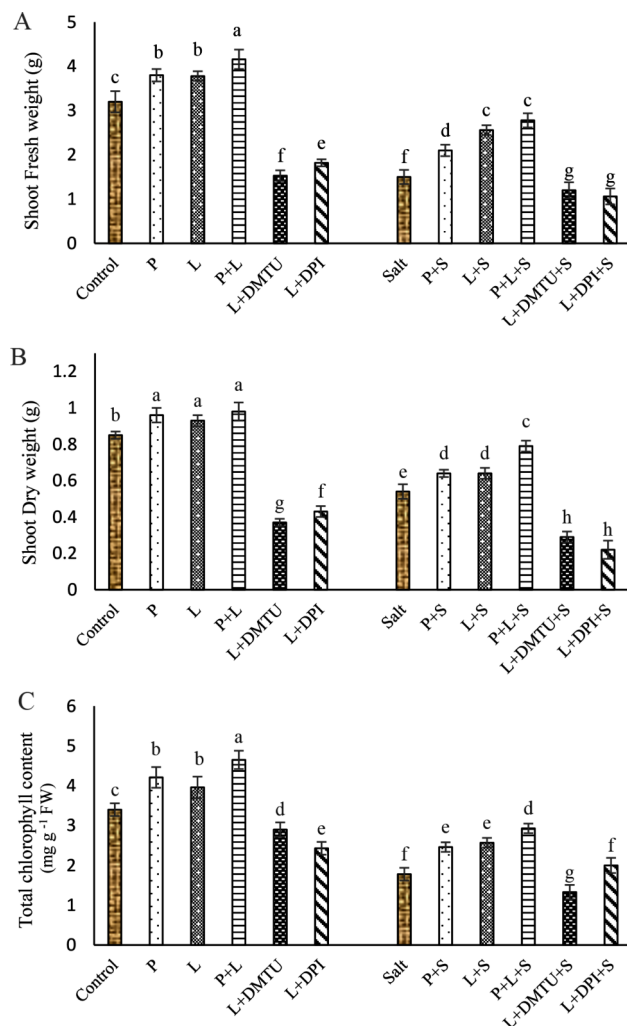 A
Shoot Fresh weight (g)
5
4
3
2
1
0
c
b
b
a
f
e
f
d
c
c
g
g
Control
P
L
P+L
L+DMTU
L+DPI
Salt
P+S
L+S
P+L+S
L+DMTU+S
L+DPI+S
B
Shoot Dry weight (g)
1.2
1
0.8
0.6
0.4
0.2
0
b
a
a
a
g
f
e
d
d
c
h
h
Control
P
L
P+L
L+DMTU
L+DPI
Salt
P+S
L+S
P+L+S
L+DMTU+S
L+DPI+S
C
Total chlorophyll content
(mg g -1 FW)
6
5
4
3
2
1
0
c
b
b
a
d
e
f
e
e
d
g
f
Control
P
L
P+L
L+DMTU
L+DPI
Salt
P+S
L+S
P+L+S
L+DMTU+S
L+DPI+S